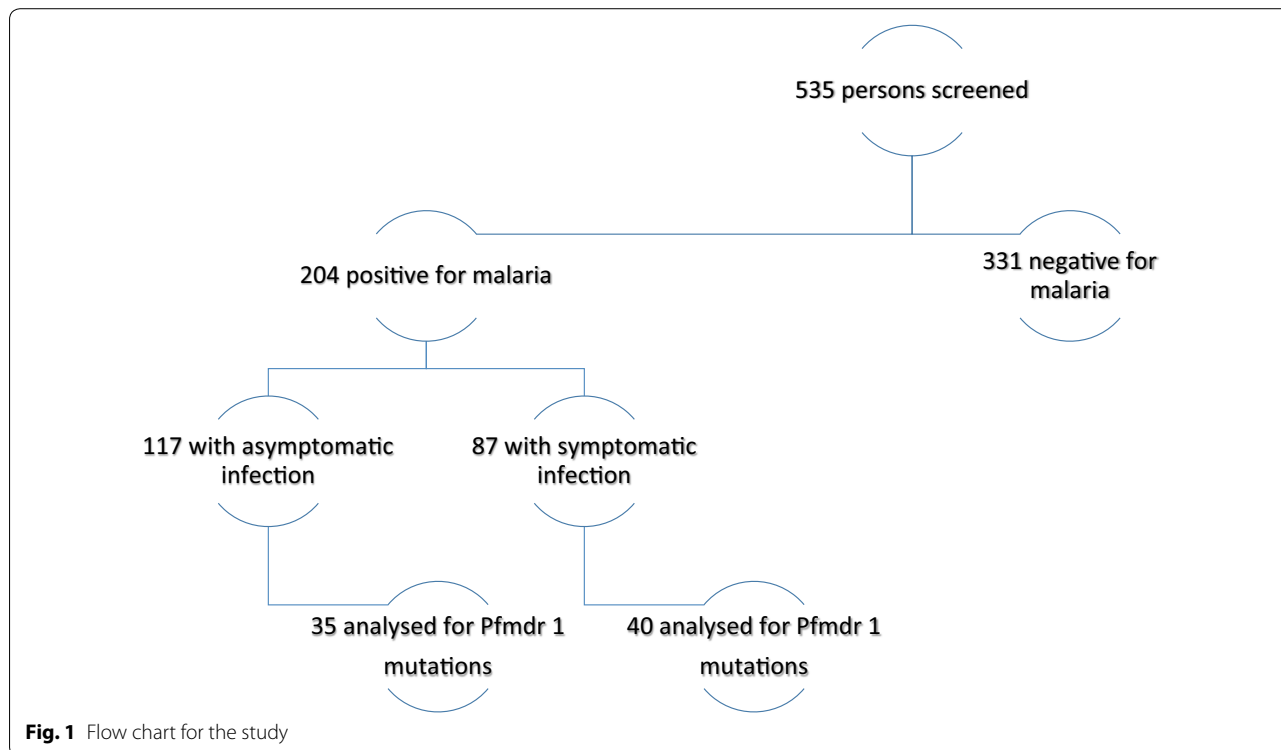 535 persons screened
204 positive for malaria
331 negative for
malaria
117 with asymptomatic
infection
87 with symptomatic
infection
35 analysed for Pfmdr 1
mutations
40 analysed for Pfmdr 1
mutations
Fig. 1 Flow chart for the study